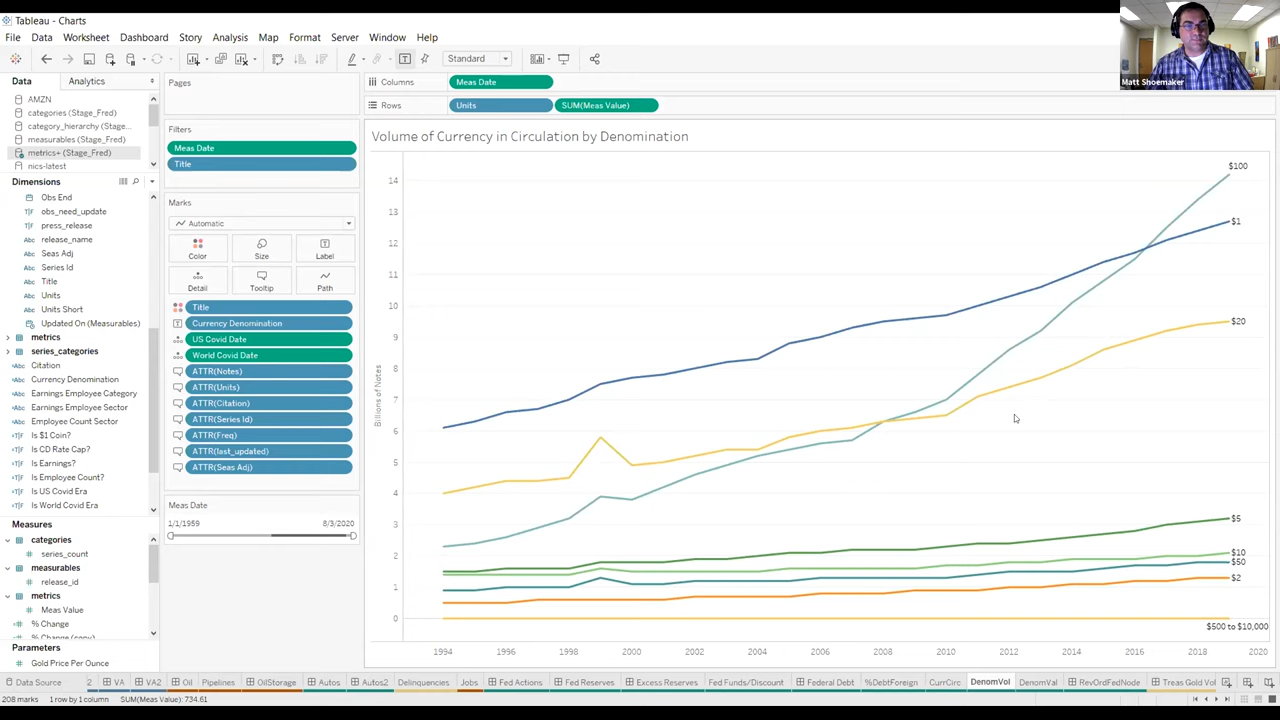 Tableau - Charts
File Data Worksheet Dashboard Story Analysis Map Format Server Window Help
Standard
Matt Shoemaker
Data Analytics
AMZN
categories (Stage_Fred)
category_hierarchy (Stage...
measurables (Stage_Fred)
metrics+ (Stage_Fred)
nics-latest
Dimensions
Obs End
obs_need_update
press_release
release_name
Seas Adj
Series Id
Title
Units
Units Short
Updated On (Measurables)
metrics
series_categories
Citation
Currency Denomination
Earnings Employee Category
Earnings Employee Sector
Employee Count Sector
Is $1 Coin?
Is CD Rate Cap?
Is Earnings?
Is Employee Count?
Is US Covid Era
Is World Covid Era
Measures
categories
series_count
measurables
release_id
metrics
Meas Value
% Change
% Change (copy)
Parameters
Gold Price Per Ounce
Pages
Filters
Meas Date
Title
Marks
Automatic
Color Size Label
Detail Tooltip Path
Title
Currency Denomination
US Covid Date
World Covid Date
ATTR(Notes)
ATTR(Units)
ATTR(Citation)
ATTR(Series Id)
ATTR(Freq)
ATTR(last_updated)
ATTR(Seas Adj)
Meas Date
1/1/1959 8/3/2020
Columns Meas Date
Rows Units SUM(Meas Value)
Volume of Currency in Circulation by Denomination
Billions of Notes
14
13
12
11
10
9
8
7
6
5
4
3
2
1
0
$100
$1
$20
$5
$10
$50
$2
$500 to $10,000
1994 1996 1998 2000 2002 2004 2006 2008 2010 2012 2014 2016 2018 2020
Data Source 2 VA VA2 Oil Pipelines OilStorage Autos Autos2 Delinquencies Jobs Fed Actions Fed Reserves Excess Reserves Fed Funds/Discount Federal Debt %DebtForeign CurrCirc DenomVol DenomVal RevOrFedNode Treas Gold Vol
208 marks 1 row by 1 column SUM(Meas Value): 734.61